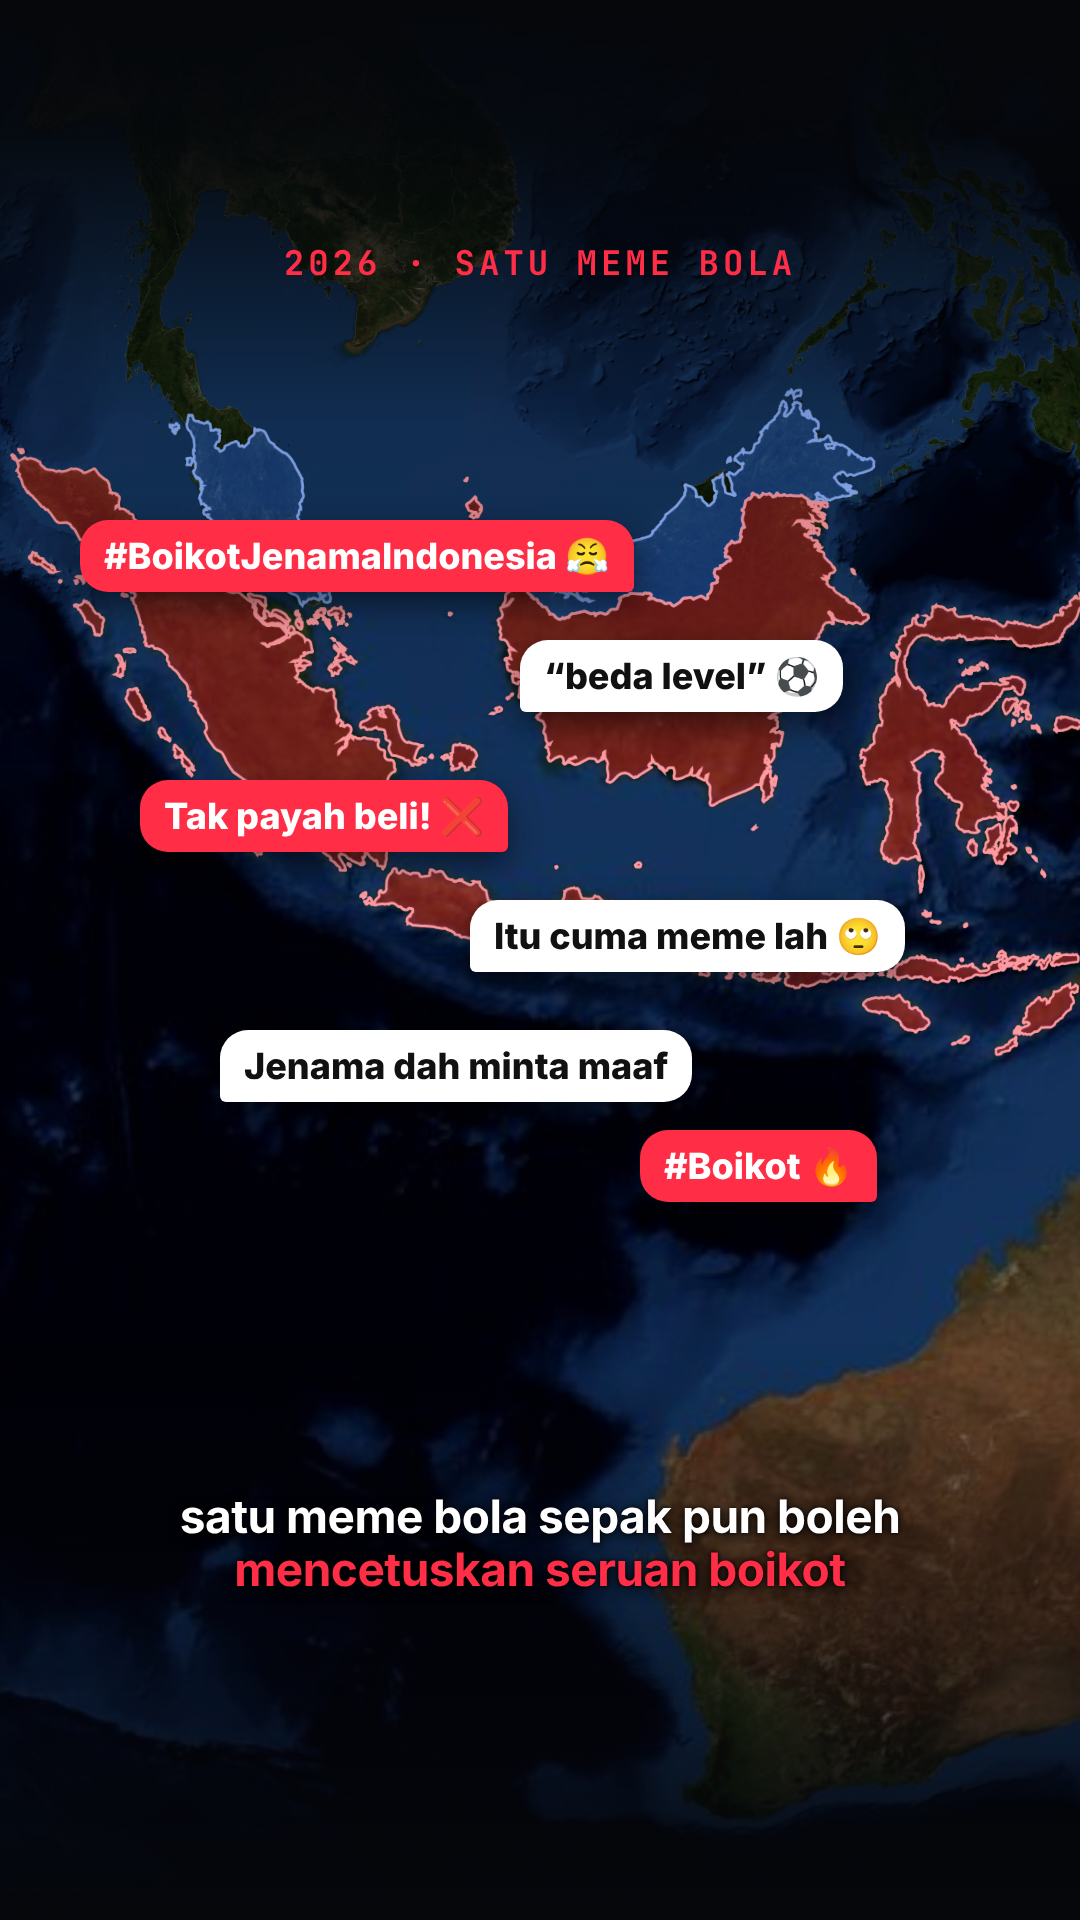 2026 · SATU MEME BOLA
#BoikotJenamaIndonesia 😤
“beda level” ⚽
Tak payah beli! ❌
Itu cuma meme lah 🙄
Jenama dah minta maaf
#Boikot 🔥
satu meme bola sepak pun boleh
mencetuskan seruan boikot